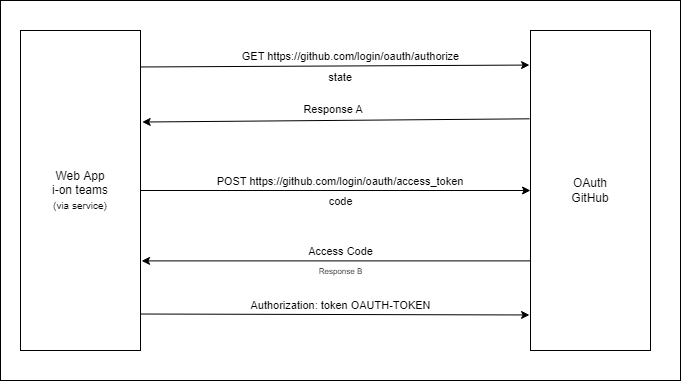 GET https://github.com/login/oauth/authorize
state
Response A
Web App
i-on teams
(via service)
POST https://github.com/login/oauth/access_token
code
OAuth
GitHub
Access Code
Response B
Authorization: token OAUTH-TOKEN